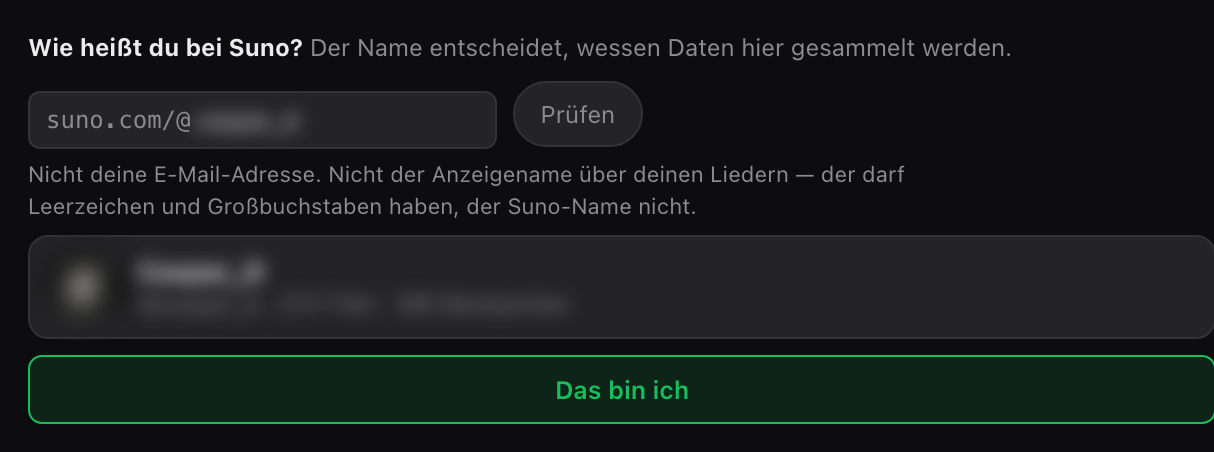 Wie heißt du bei Suno? Der Name entscheidet, wessen Daten hier gesammelt werden.
suno.com/@
Prüfen
Nicht deine E-Mail-Adresse. Nicht der Anzeigename über deinen Liedern — der darf
Leerzeichen und Großbuchstaben haben, der Suno-Name nicht.
Das bin ich